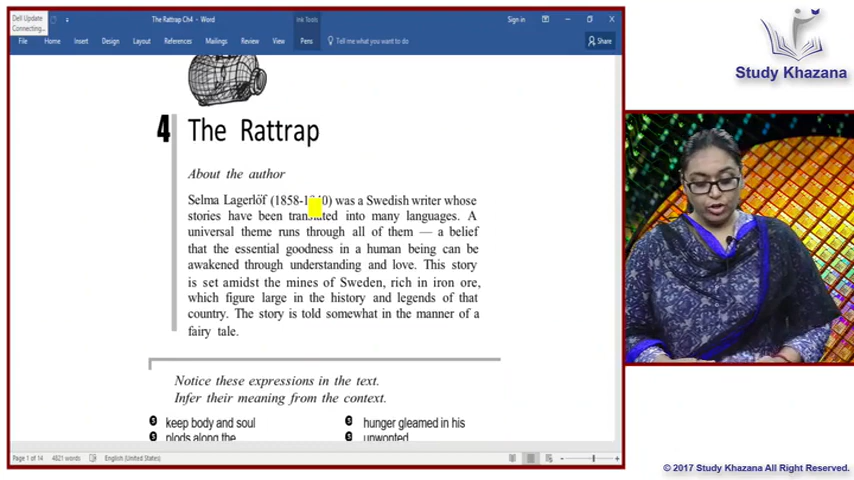 Dell Update
Connecting...
The Rattrap Ch4 - Word
Ink Tools
Sign in
File Home Insert Design Layout References Mailings Review View Pens Tell me what you want to do Share
Study Khazana
4 The Rattrap
About the author
Selma Lagerlöf (1858-1940) was a Swedish writer whose
stories have been translated into many languages. A
universal theme runs through all of them — a belief
that the essential goodness in a human being can be
awakened through understanding and love. This story
is set amidst the mines of Sweden, rich in iron ore,
which figure large in the history and legends of that
country. The story is told somewhat in the manner of a
fairy tale.
Notice these expressions in the text.
Infer their meaning from the context.
keep body and soul hunger gleamed in his
plods along the unwonted
Page 1 of 14 4821 words English (United States)
© 2017 Study Khazana All Right Reserved.